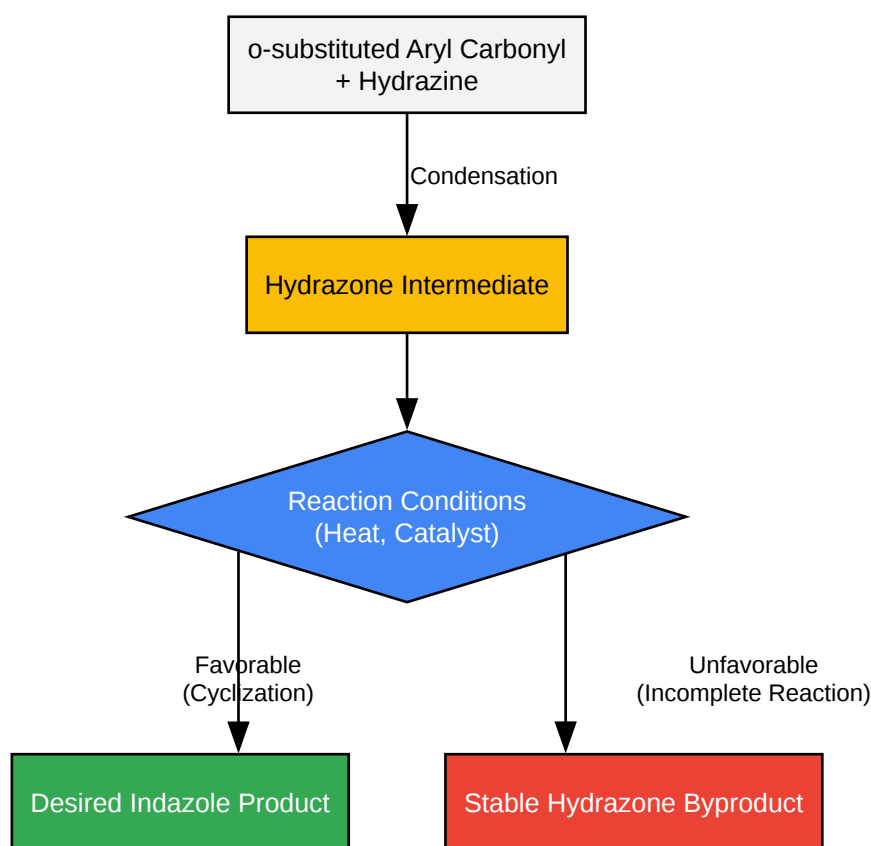 o-substituted Aryl Carbonyl
+ Hydrazine
Condensation
Hydrazone Intermediate
Reaction Conditions
(Heat, Catalyst)
Favorable
(Cyclization)
Unfavorable
(Incomplete Reaction)
Desired Indazole Product
Stable Hydrazone Byproduct